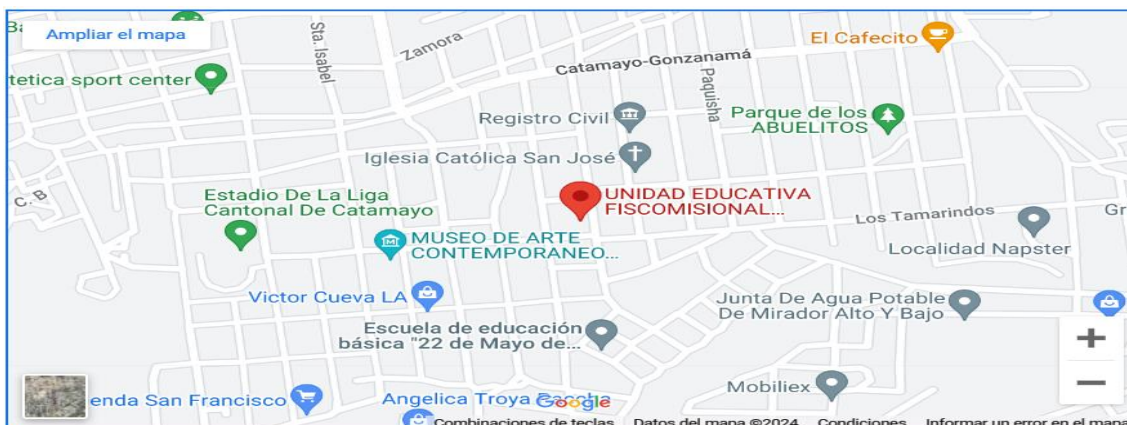 Ampliar el mapa
Sta. Isabel
Zamora
El Cafecito
Catamayo-Gonzanamá
Paquisha
tetica sport center
Registro Civil
Parque de los
ABUELITOS
Iglesia Católica San José
C. B
Estadio De La Liga
Cantonal De Catamayo
UNIDAD EDUCATIVA
FISCOMISIONAL...
Los Tamarindos
Gr
MUSEO DE ARTE
CONTEMPORANEO...
Localidad Napster
Victor Cueva LA
Junta De Agua Potable
De Mirador Alto Y Bajo
Escuela de educación
básica "22 de Mayo de...
+
−
Mobiliex
enda San Francisco
Angelica Troya
Google
Combinaciones de teclas Datos del mapa ©2024 Condiciones Informar un error en el mapa